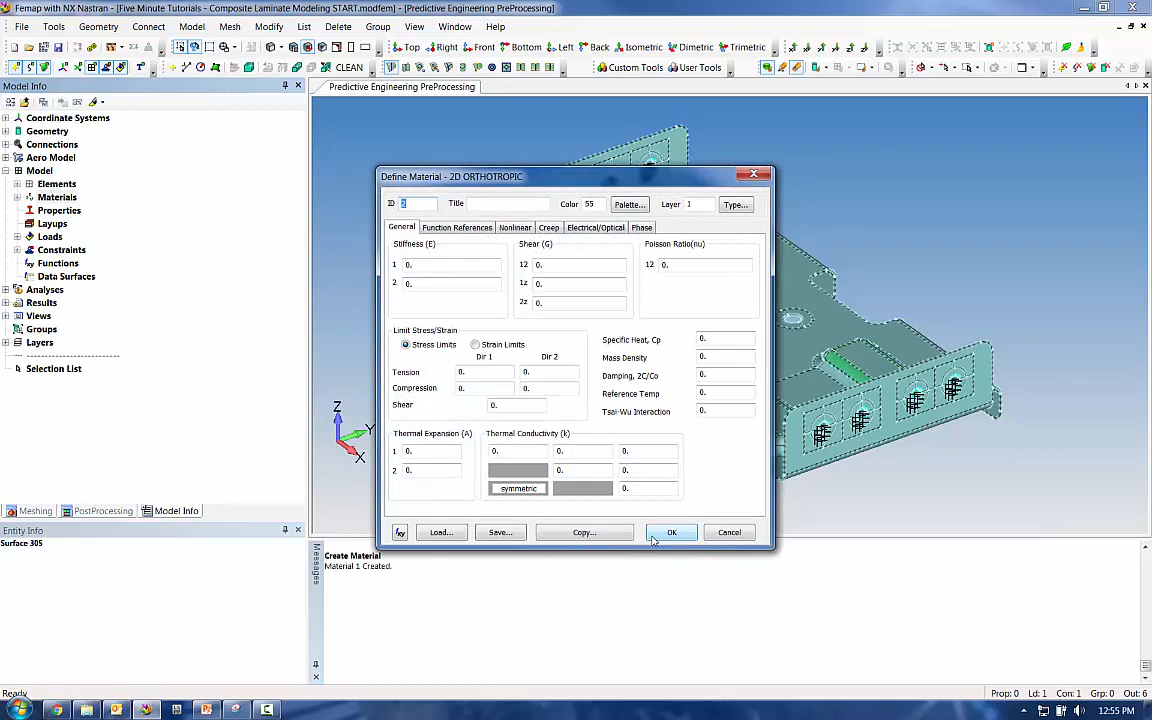 Femap with NX Nastran - [Five Minute Tutorials - Composite Laminate Modeling START.modfem] - [Predictive Engineering PreProcessing]
File Tools Geometry Connect Model Mesh Modify List Delete Group View Window Help
Top Right Front Bottom Left Back Isometric Dimetric Trimetric
CLEAN Custom Tools User Tools
Model Info
Predictive Engineering PreProcessing
Coordinate Systems
Geometry
Connections
Aero Model
Model
Elements
Materials
Properties
Layups
Loads
Constraints
Functions
Data Surfaces
Analyses
Results
Views
Groups
Layers
Selection List
Define Material - 2D ORTHOTROPIC
ID 2 Title Color 55 Palette... Layer 1 Type...
General Function References Nonlinear Creep Electrical/Optical Phase
Stiffness (E) Shear (G) Poisson Ratio(nu)
1 0. 12 0. 12 0.
2 0. 1z 0.
2z 0.
Limit Stress/Strain
Stress Limits Strain Limits
Dir 1 Dir 2
Tension 0. 0.
Compression 0. 0.
Shear 0.
Specific Heat, Cp 0.
Mass Density 0.
Damping, 2C/Co 0.
Reference Temp 0.
Tsai-Wu Interaction 0.
Thermal Expansion (A) Thermal Conductivity (k)
1 0. 0. 0. 0.
2 0. 0. 0.
symmetric 0.
Load... Save... Copy... OK Cancel
Z
Y
X
Meshing PostProcessing Model Info
Entity Info
Surface 305
Messages
Create Material
Material 1 Created.
Ready Prop: 0 Ld: 1 Con: 1 Grp: 0 Out: 6
12:55 PM